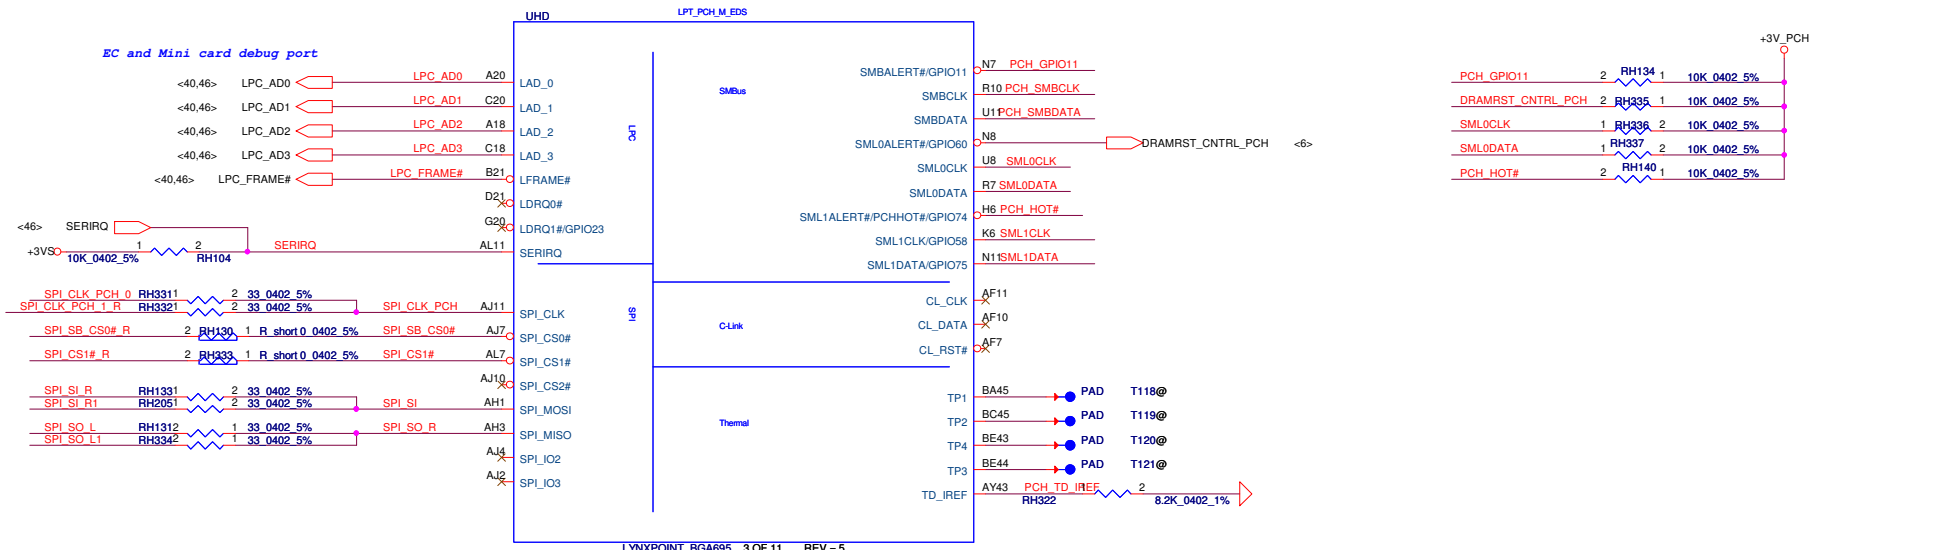 UHD
LPT_PCH_M_EDS
EC and Mini card debug port
<40,46> LPC_AD0 LPC_AD0 A20 LAD_0
<40,46> LPC_AD1 LPC_AD1 C20 LAD_1
<40,46> LPC_AD2 LPC_AD2 A18 LAD_2
<40,46> LPC_AD3 LPC_AD3 C18 LAD_3
<40,46> LPC_FRAME# LPC_FRAME# B21 LFRAME#
D21 LDRQ0#
G20 LDRQ1#/GPIO23
<46> SERIRQ
+3VS 1 2 SERIRQ AL11 SERIRQ
10K_0402_5% RH104
LPC
SPI_CLK_PCH_0 RH331 1 2 33_0402_5%
SPI_CLK_PCH_1_R RH332 1 2 33_0402_5% SPI_CLK_PCH AJ11 SPI_CLK
SPI_SB_CS0#_R 2 RH130 1 R_short 0_0402_5% SPI_SB_CS0# AJ7 SPI_CS0#
SPI_CS1#_R 2 RH333 1 R_short 0_0402_5% SPI_CS1# AL7 SPI_CS1#
AJ10 SPI_CS2#
SPI_SI_R RH133 1 2 33_0402_5%
SPI_SI_R1 RH205 1 2 33_0402_5% SPI_SI AH1 SPI_MOSI
SPI_SO_L RH131 2 1 33_0402_5% SPI_SO_R AH3 SPI_MISO
SPI_SO_L1 RH334 2 1 33_0402_5%
AJ4 SPI_IO2
AJ2 SPI_IO3
SPI
SMBus
SMBALERT#/GPIO11 N7 PCH_GPIO11
SMBCLK R10 PCH_SMBCLK
SMBDATA U11 PCH_SMBDATA
SML0ALERT#/GPIO60 N8 DRAMRST_CNTRL_PCH <6>
SML0CLK U8 SML0CLK
SML0DATA R7 SML0DATA
SML1ALERT#/PCHHOT#/GPIO74 H6 PCH_HOT#
SML1CLK/GPIO58 K6 SML1CLK
SML1DATA/GPIO75 N11 SML1DATA
C-Link
CL_CLK AF11
CL_DATA AF10
CL_RST# AF7
Thermal
TP1 BA45 PAD T118@
TP2 BC45 PAD T119@
TP4 BE43 PAD T120@
TP3 BE44 PAD T121@
TD_IREF AY43 PCH_TD_IREF 1 2
RH322 8.2K_0402_1%
+3V_PCH
PCH_GPIO11 2 RH134 1 10K_0402_5%
DRAMRST_CNTRL_PCH 2 RH335 1 10K_0402_5%
SML0CLK 1 RH336 2 10K_0402_5%
SML0DATA 1 RH337 2 10K_0402_5%
PCH_HOT# 2 RH140 1 10K_0402_5%
LYNXPOINT_BGA695 3 OF 11 REV = 5